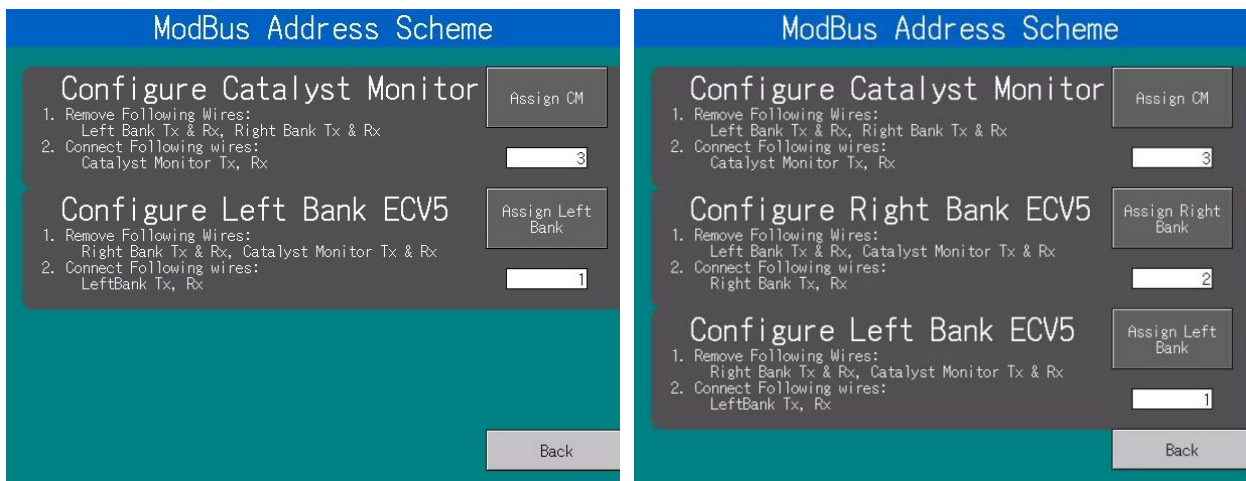 ModBus Address Scheme
Configure Catalyst Monitor
Assign CM
1. Remove Following Wires:
Left Bank Tx & Rx, Right Bank Tx & Rx
2. Connect Following wires:
Catalyst Monitor Tx, Rx
3
Configure Left Bank ECV5
Assign Left
Bank
1. Remove Following Wires:
Right Bank Tx & Rx, Catalyst Monitor Tx & Rx
2. Connect Following wires:
LeftBank Tx, Rx
1
Back
ModBus Address Scheme
Configure Catalyst Monitor
Assign CM
1. Remove Following Wires:
Left Bank Tx & Rx, Right Bank Tx & Rx
2. Connect Following wires:
Catalyst Monitor Tx, Rx
3
Configure Right Bank ECV5
Assign Right
Bank
1. Remove Following Wires:
Left Bank Tx & Rx, Catalyst Monitor Tx & Rx
2. Connect Following wires:
Right Bank Tx, Rx
2
Configure Left Bank ECV5
Assign Left
Bank
1. Remove Following Wires:
Right Bank Tx & Rx, Catalyst Monitor Tx & Rx
2. Connect Following wires:
LeftBank Tx, Rx
1
Back